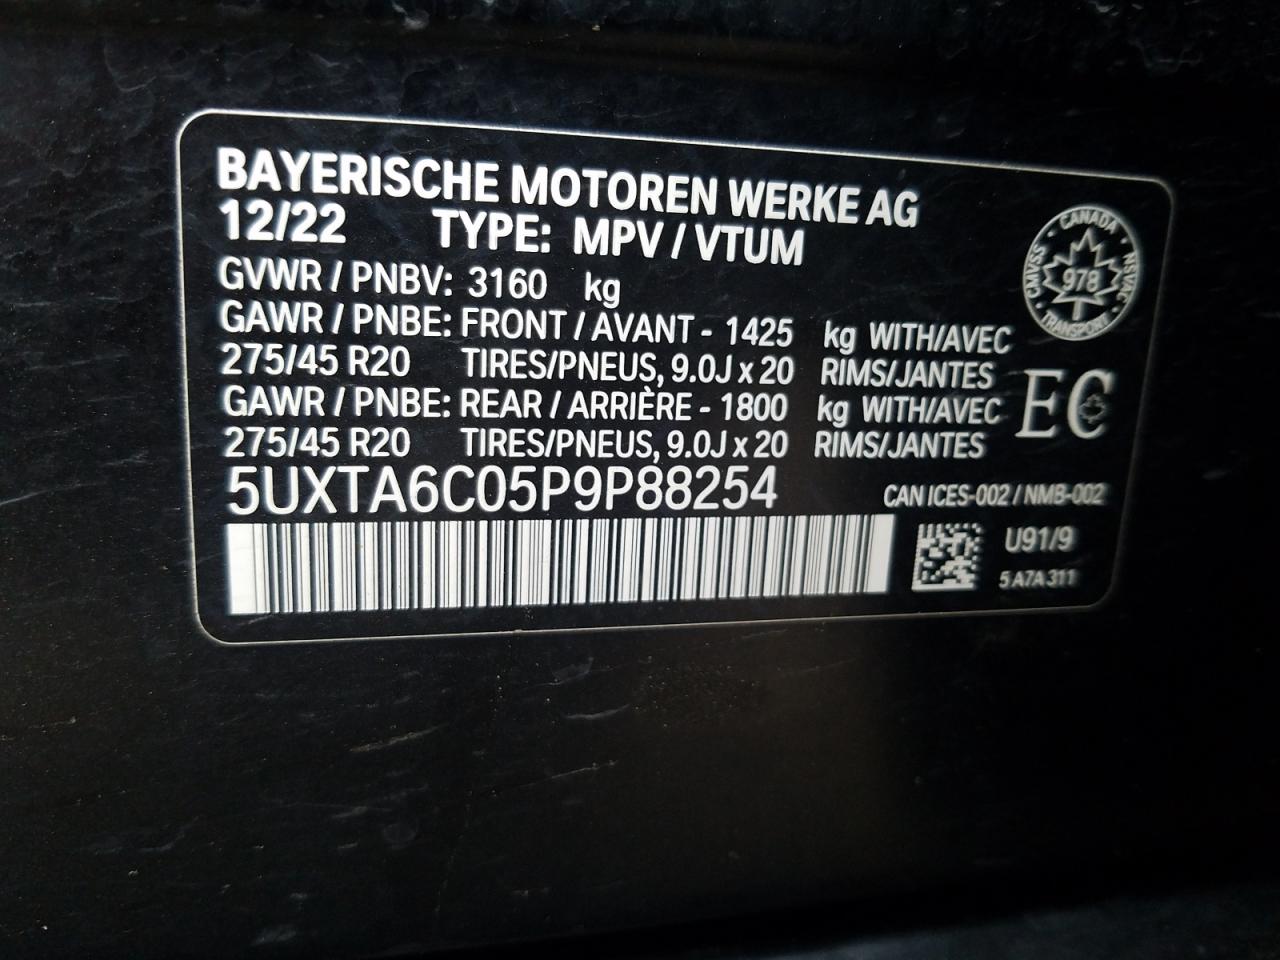 BAYERISCHE MOTOREN WERKE AG
12/22 TYPE: MPV / VTUM
GVWR / PNBV: 3160 kg
GAWR / PNBE: FRONT / AVANT - 1425 kg WITH/AVEC
275/45 R20 TIRES/PNEUS, 9.0J x 20 RIMS/JANTES
GAWR / PNBE: REAR / ARRIÈRE - 1800 kg WITH/AVEC
275/45 R20 TIRES/PNEUS, 9.0J x 20 RIMS/JANTES
5UXTA6C05P9P88254
CANADA
CMVSS 978 NSVAC
TRANSPORT
EC
CAN ICES-002 / NMB-002
U91/9
5A7A311